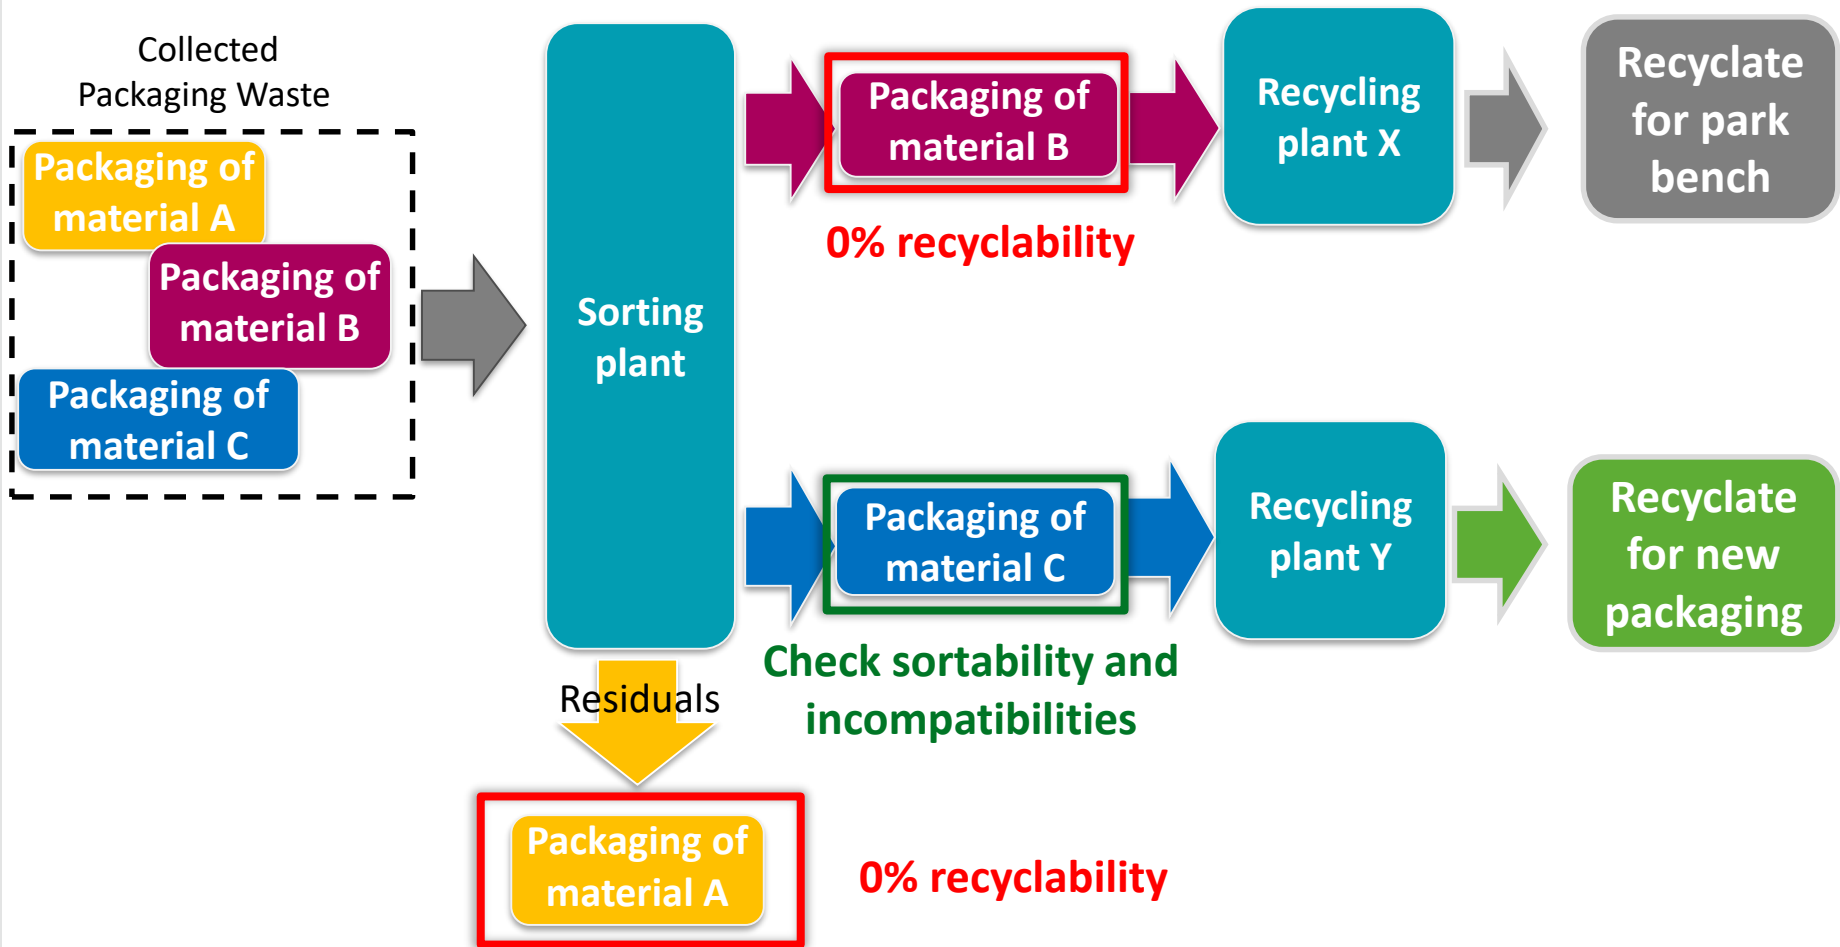 Collected
Packaging Waste
Packaging of
material A
Packaging of
material B
Packaging of
material C
Sorting
plant
Packaging of
material B
0% recyclability
Recycling
plant X
Recyclate
for park
bench
Packaging of
material C
Check sortability and
incompatibilities
Recycling
plant Y
Recyclate
for new
packaging
Residuals
Packaging of
material A
0% recyclability